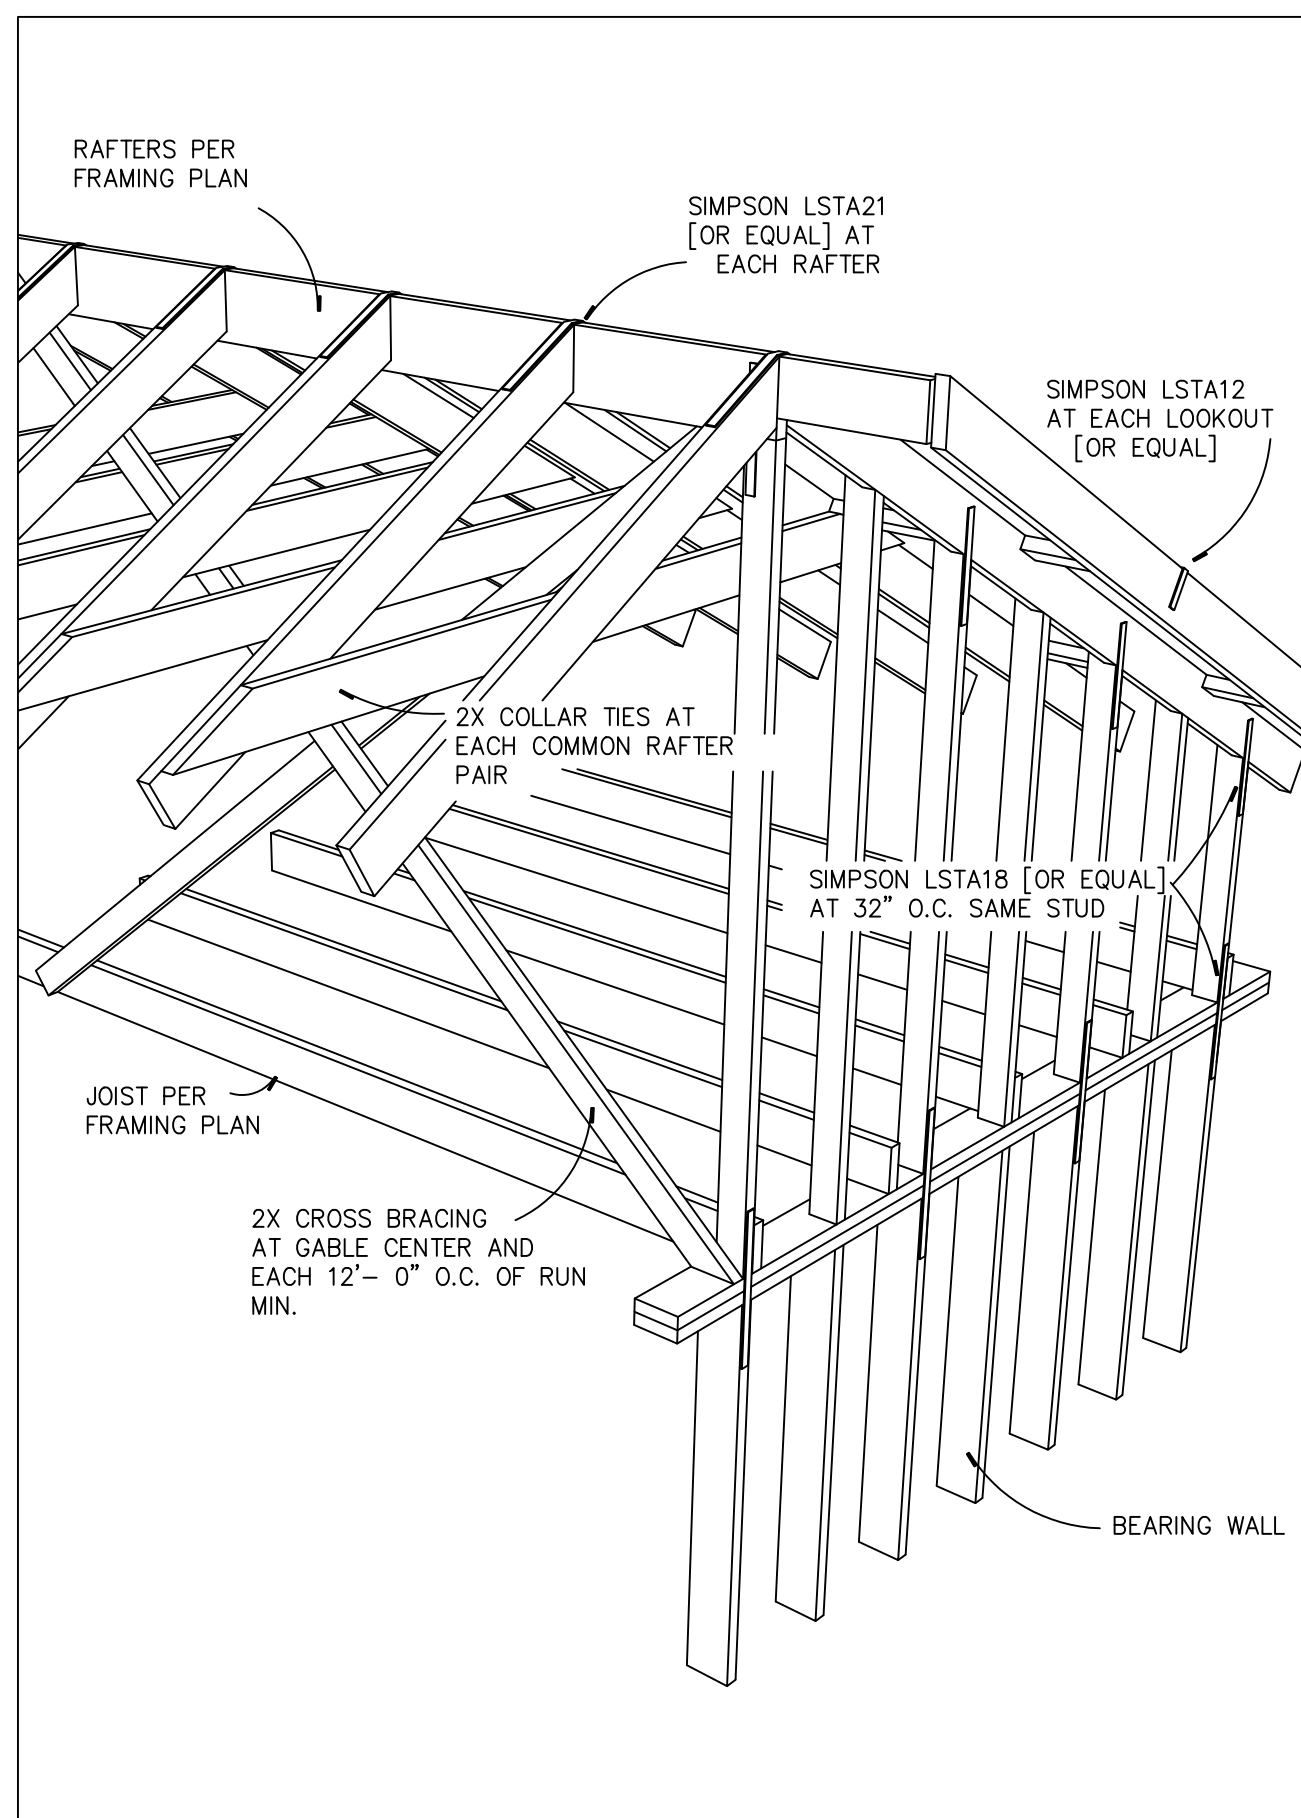 RAFTERS PER
FRAMING PLAN
SIMPSON LSTA21
[OR EQUAL] AT
EACH RAFTER
SIMPSON LSTA12
AT EACH LOOKOUT
[OR EQUAL]
2X COLLAR TIES AT
EACH COMMON RAFTER
PAIR
SIMPSON LSTA18 [OR EQUAL]
AT 32" O.C. SAME STUD
JOIST PER
FRAMING PLAN
2X CROSS BRACING
AT GABLE CENTER AND
EACH 12'- 0" O.C. OF RUN
MIN.
BEARING WALL